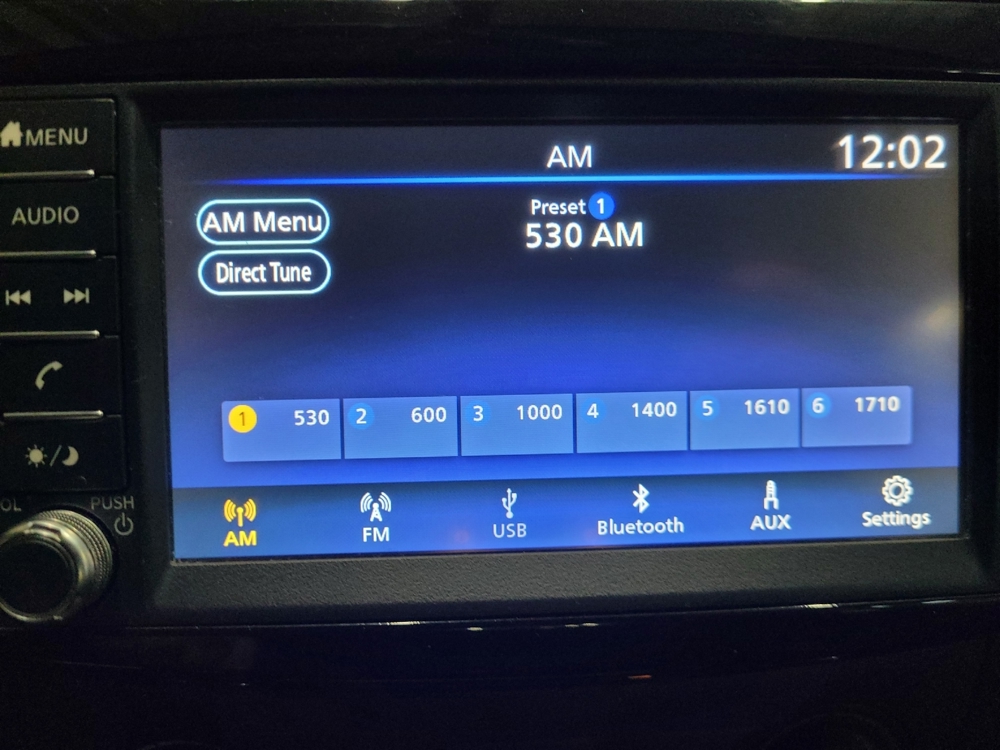 MENU
AUDIO
OL
PUSH
AM
12:02
AM Menu
Direct Tune
Preset 1
530 AM
1 530
2 600
3 1000
4 1400
5 1610
6 1710
AM
FM
USB
Bluetooth
AUX
Settings